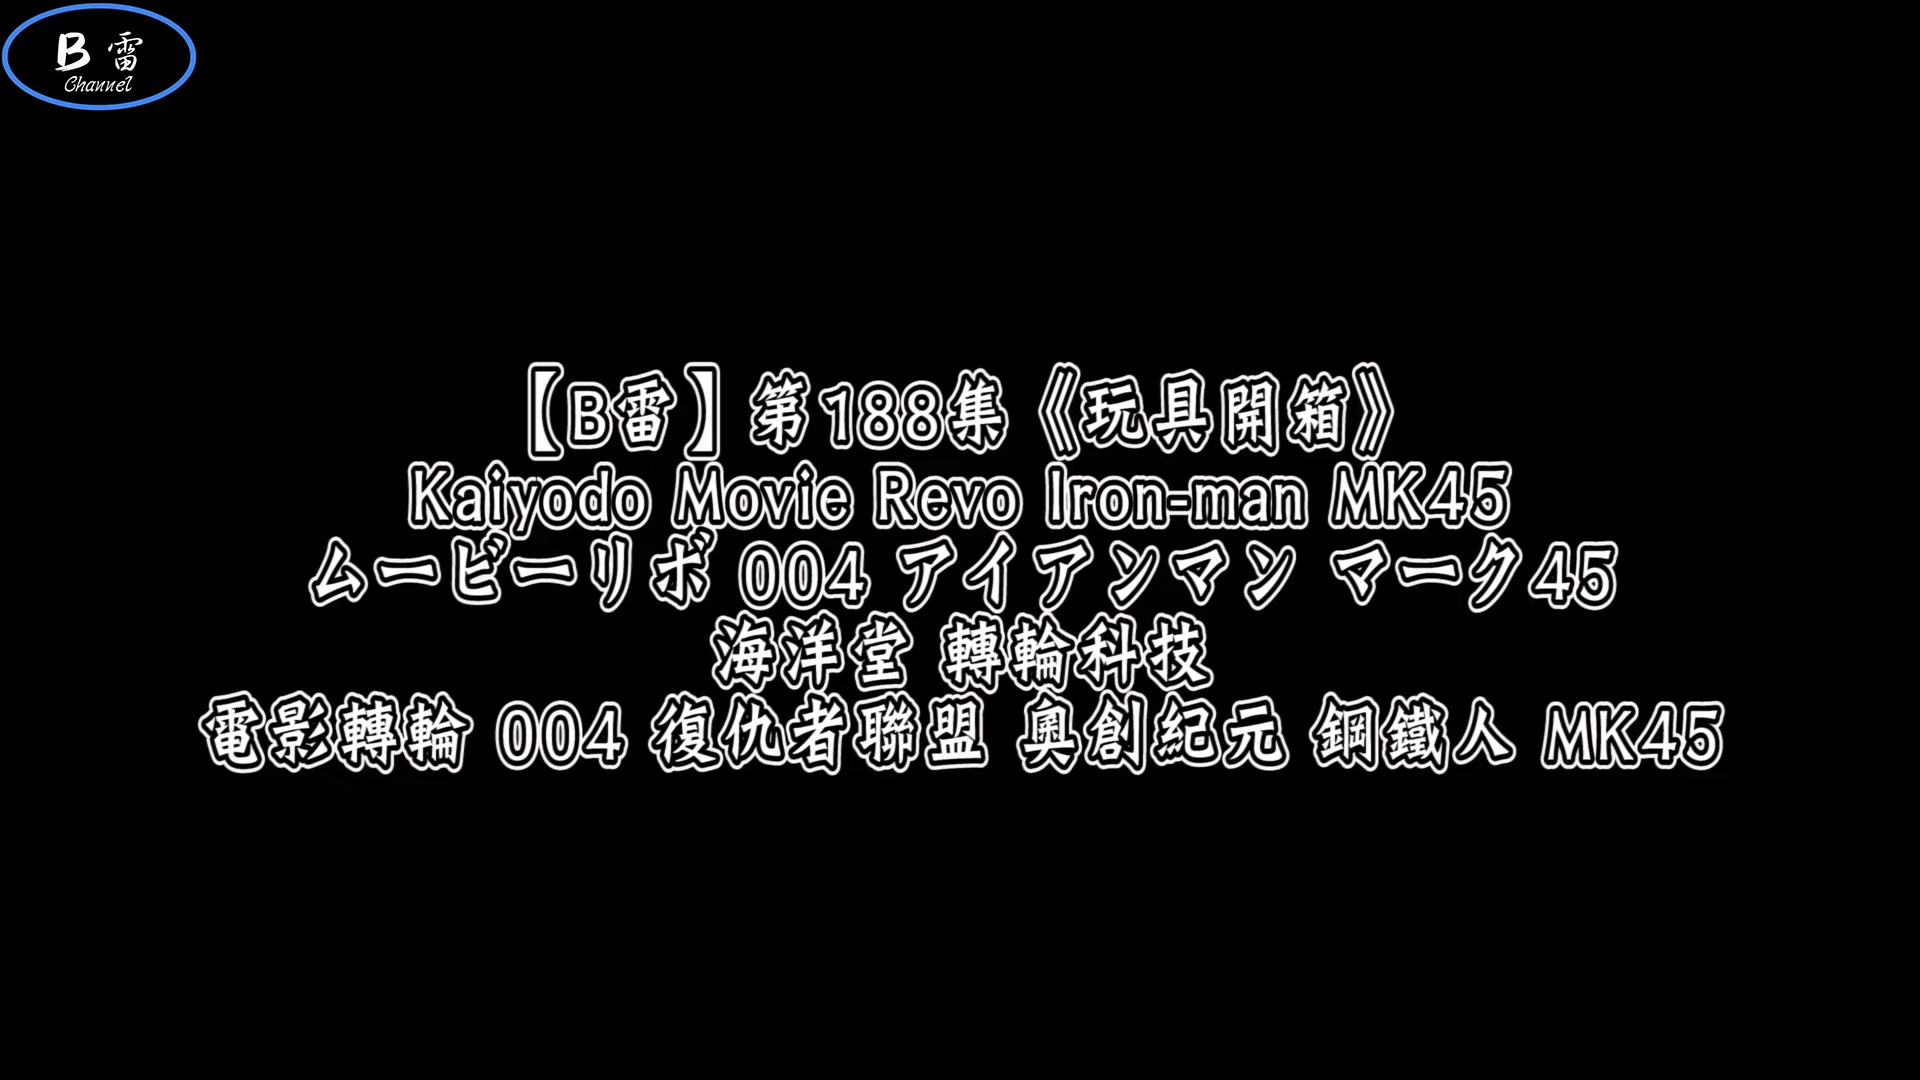 B 雷
Channel
【B雷】第188集《玩具開箱》
Kaiyodo Movie Revo Iron-man MK45
ムービーリボ 004 アイアンマン マーク45
海洋堂 轉輪科技
電影轉輪 004 復仇者聯盟 奧創紀元 鋼鐵人 MK45